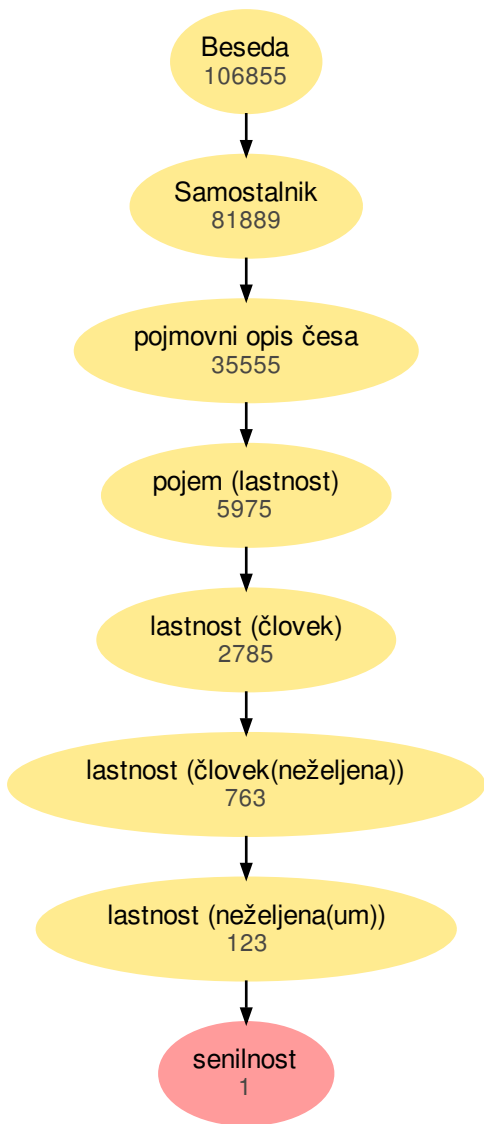 Beseda
106855
Samostalnik
81889
pojmovni opis česa
35555
pojem (lastnost)
5975
lastnost (človek)
2785
lastnost (človek(neželjena))
763
lastnost (neželjena(um))
123
senilnost
1